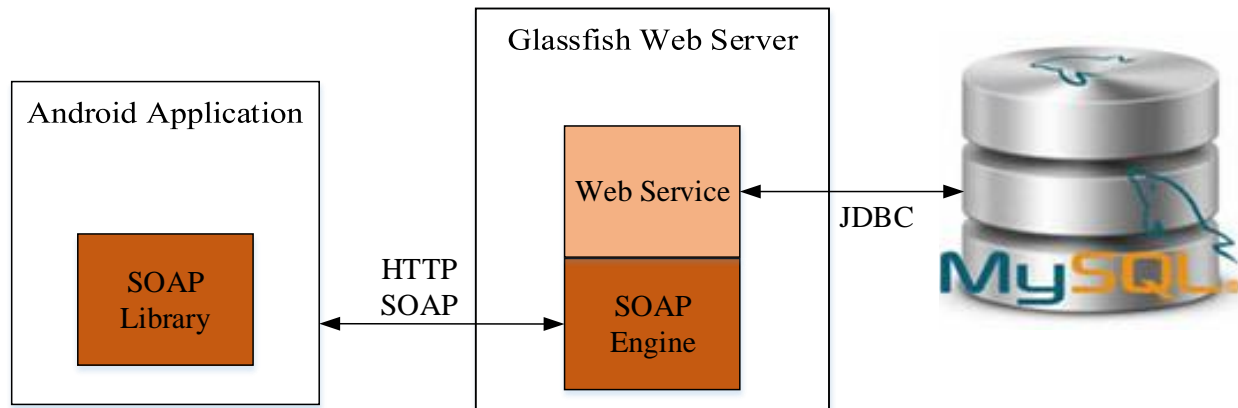 Android Application
SOAP
Library
HTTP
SOAP
Glassfish Web Server
Web Service
SOAP
Engine
JDBC
MySQL